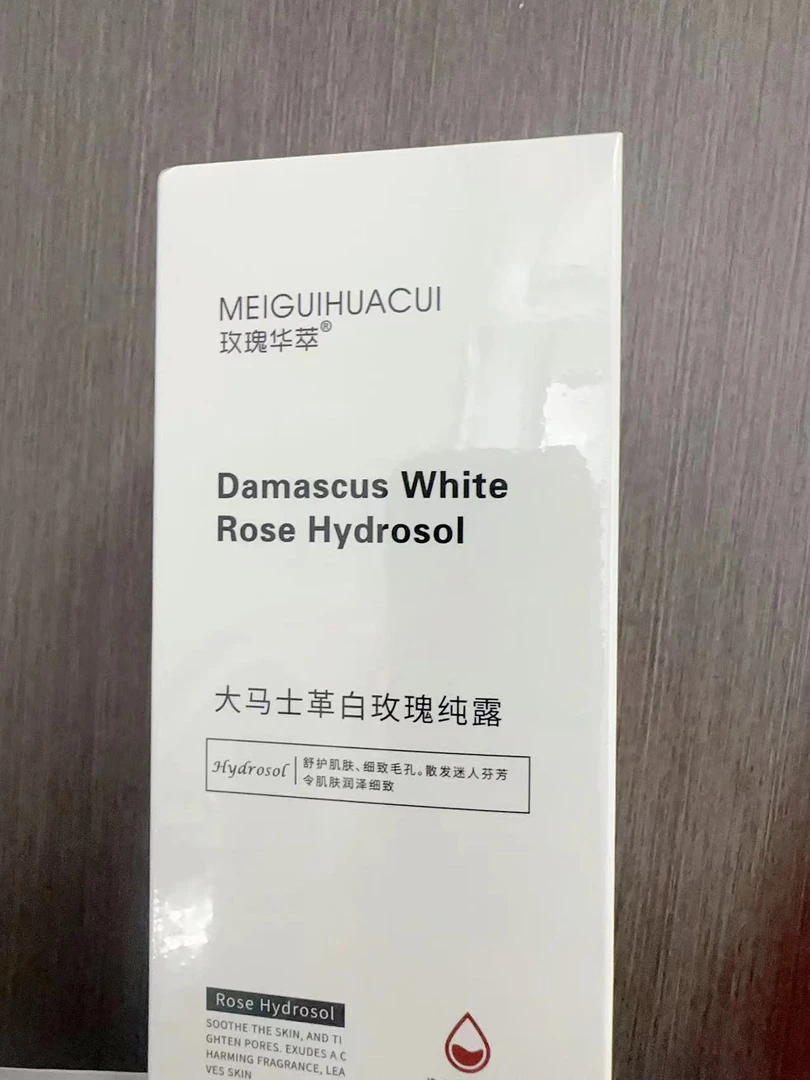 MEIGUIHUACUI
玫瑰华萃®
Damascus White
Rose Hydrosol
大马士革白玫瑰纯露
Hydrosol
舒护肌肤、细致毛孔。散发迷人芬芳
令肌肤润泽细致
Rose Hydrosol
SOOTHE THE SKIN, AND TI
GHTEN PORES. EXUDES A C
HARMING FRAGRANCE, LEA
VES SKIN